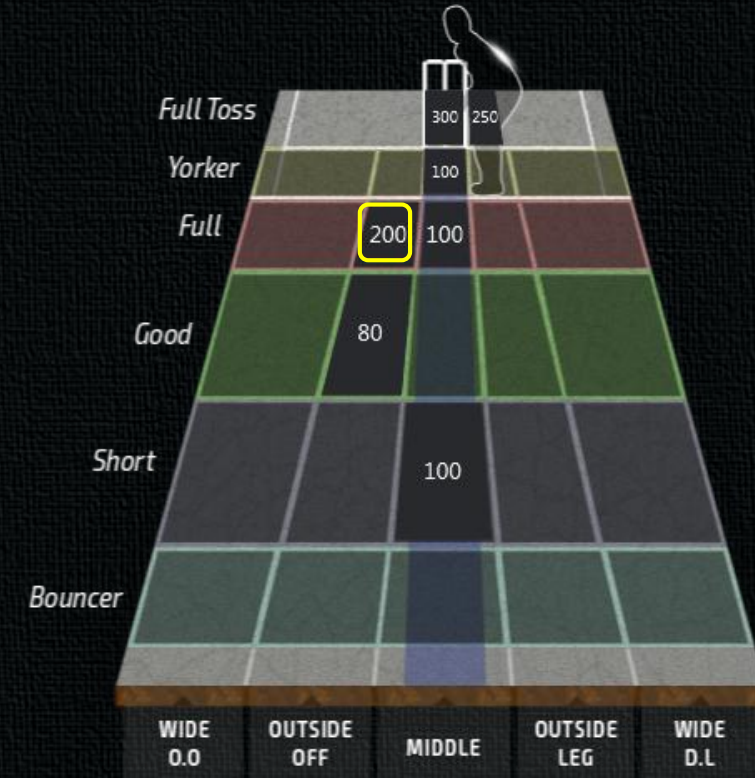 Full Toss 300 250
Yorker 100
Full 200 100
Good 80
Short 100
Bouncer
WIDE OUTSIDE MIDDLE OUTSIDE WIDE
O.O OFF LEG D.L